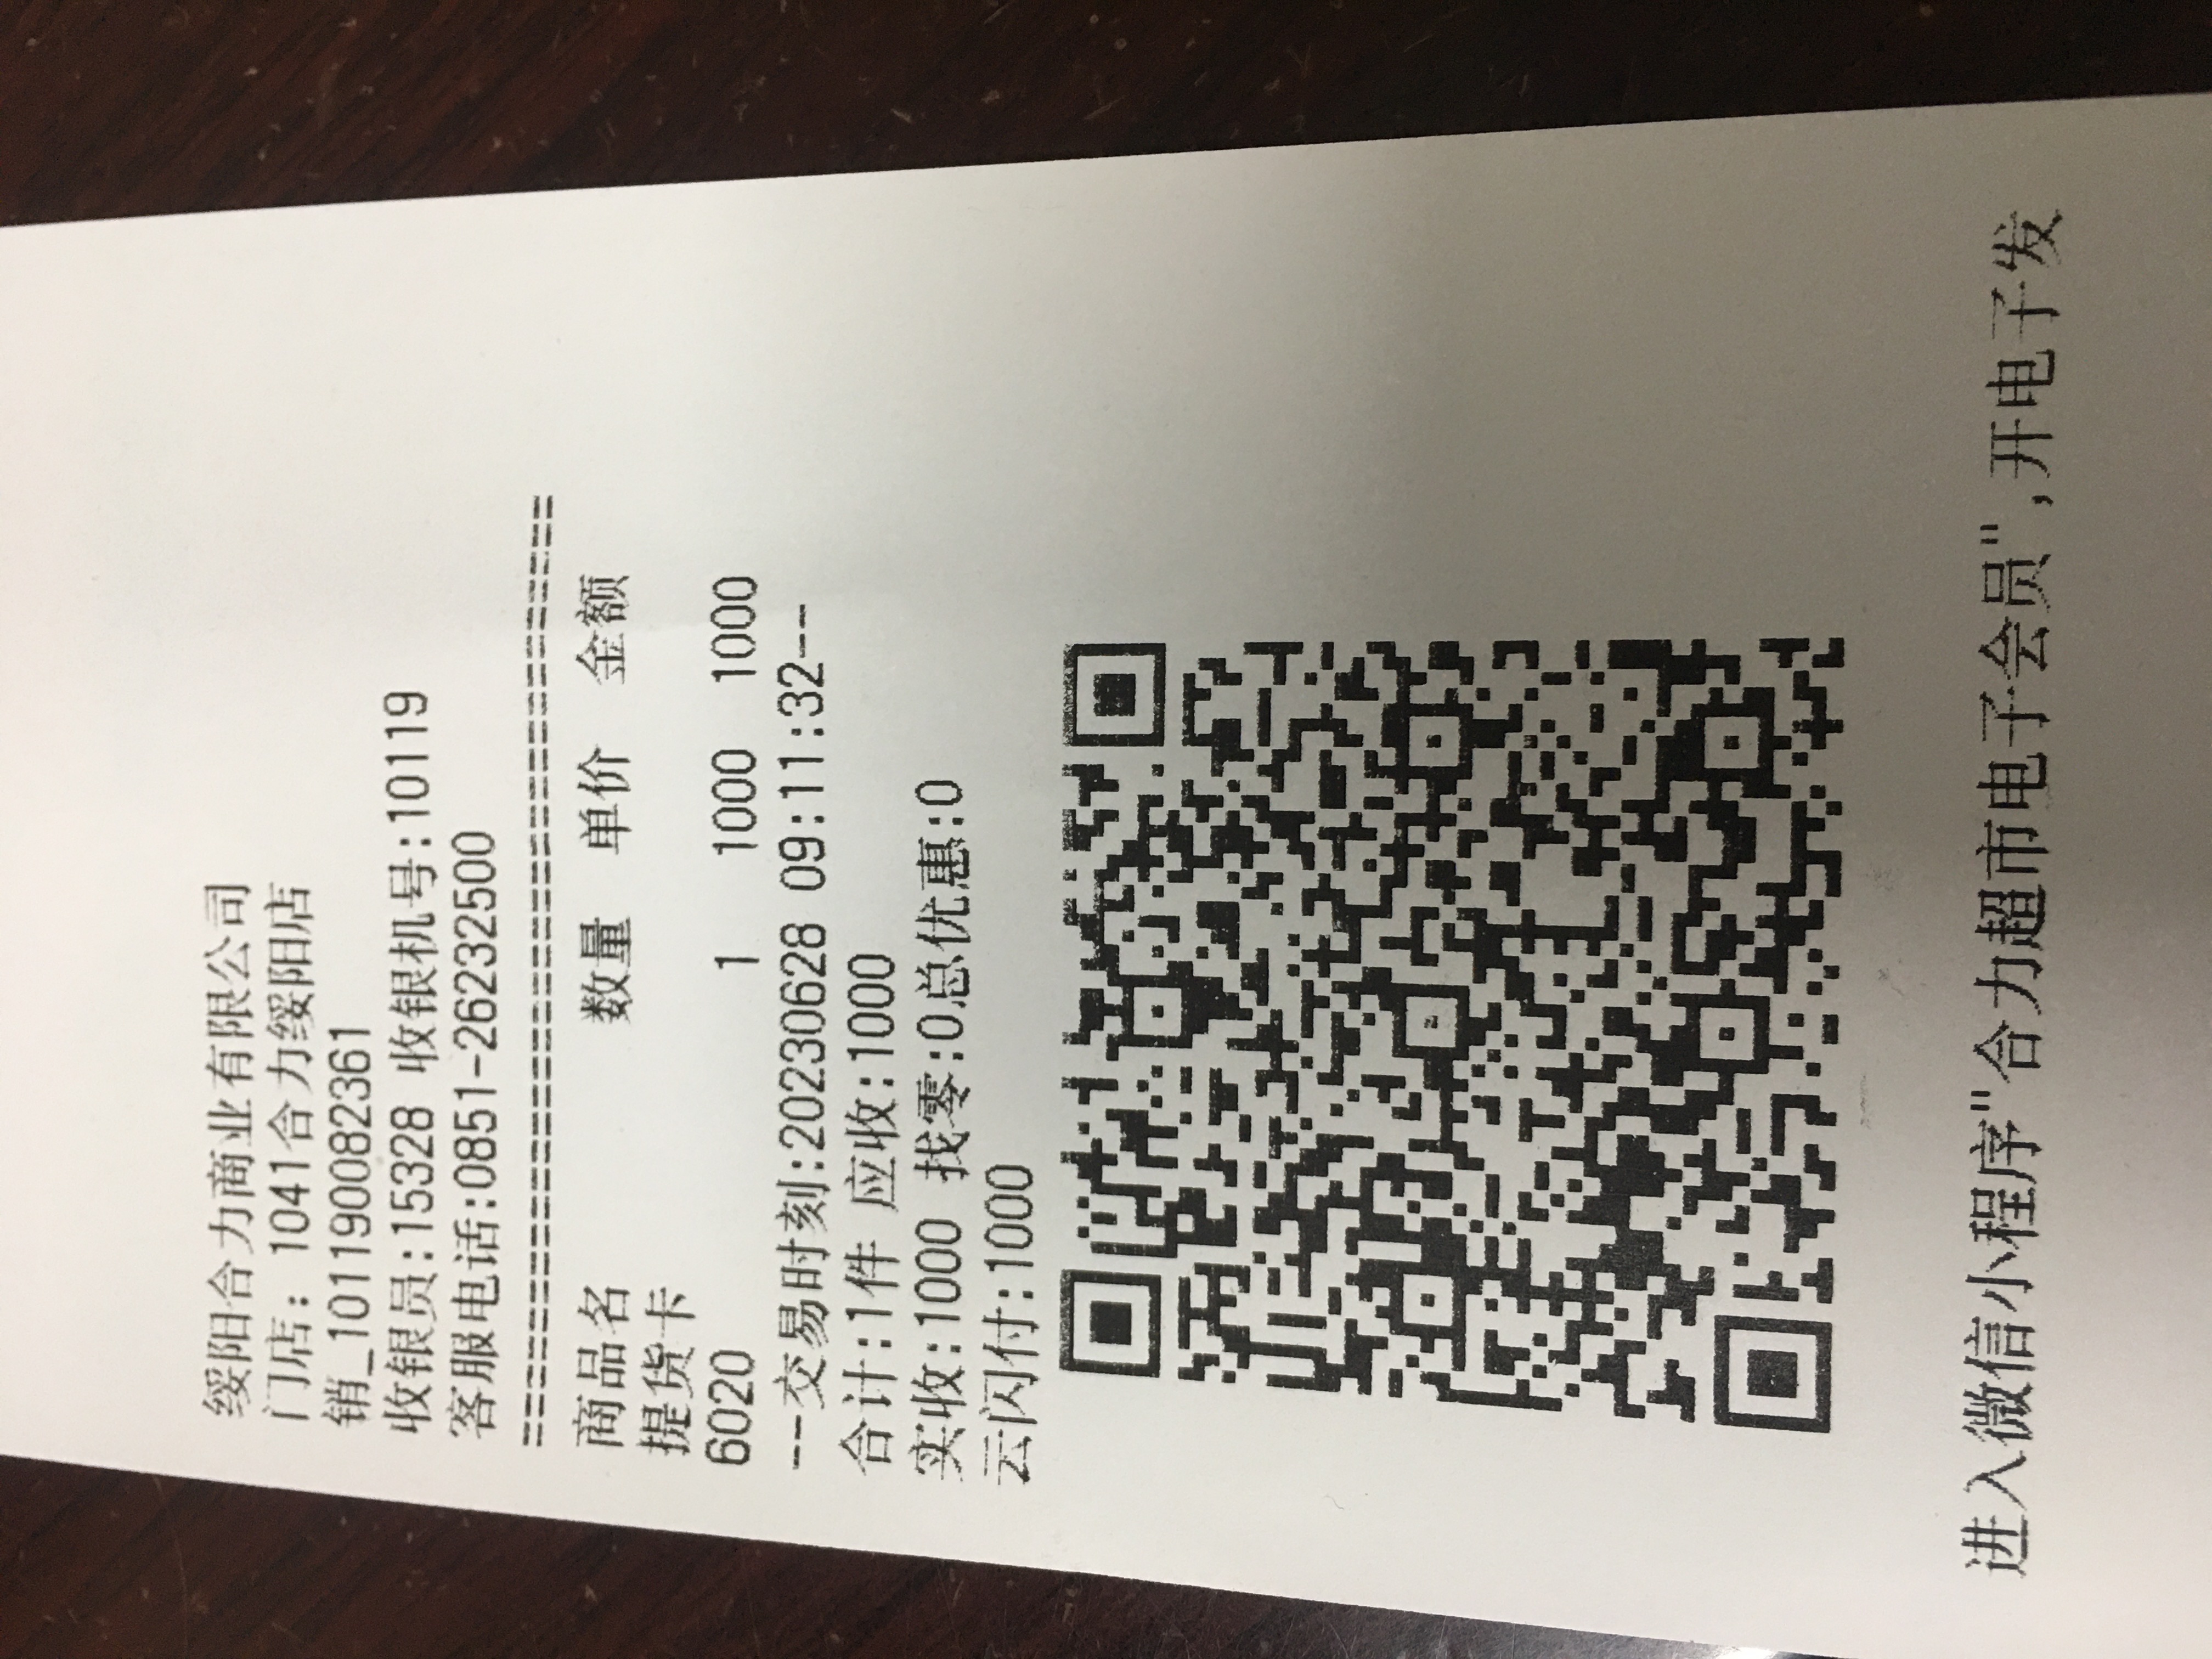 绥阳合力商业有限公司
门店: 1041合力绥阳店
销_1011900823​61
收银员:15328 收银机号:10119
客服电话:0851-26232500
================================================
商品名 数量 单价 金额
提货卡
6020 1 1000 1000
--交易时刻:20230628 09:11:32--
合计:1件 应收:1000
实收:1000 找零:0总优惠:0
云闪付:1000
进入微信小程序"合力超市电子会员",开电子发